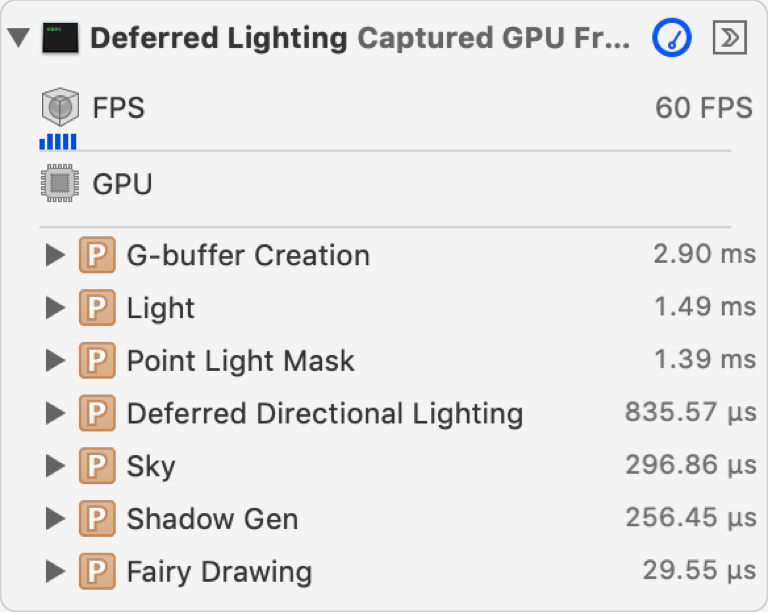 Deferred Lighting Captured GPU Fr...
FPS 60 FPS
GPU
P G-buffer Creation 2.90 ms
P Light 1.49 ms
P Point Light Mask 1.39 ms
P Deferred Directional Lighting 835.57 µs
P Sky 296.86 µs
P Shadow Gen 256.45 µs
P Fairy Drawing 29.55 µs